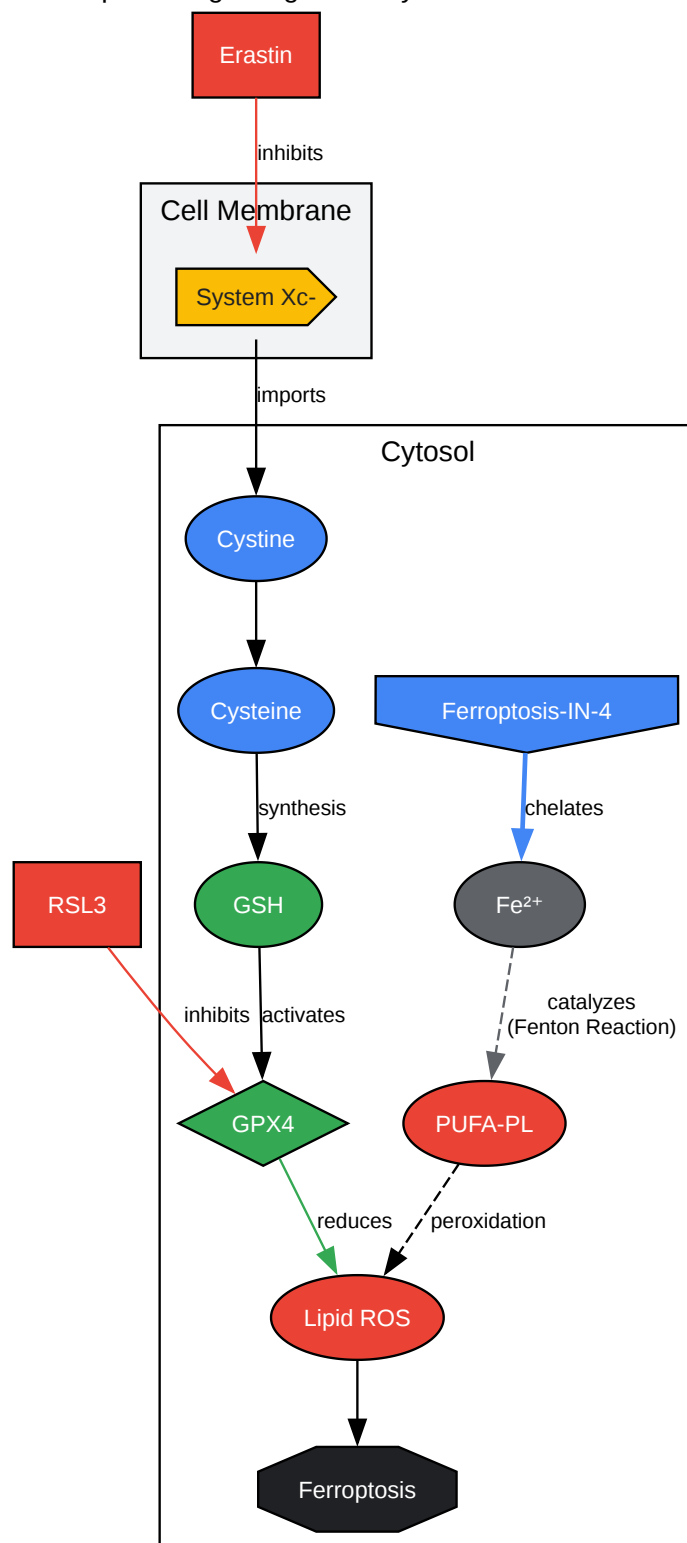 Erastin
inhibits
Cell Membrane
System Xc-
imports
Cytosol
Cystine
Cysteine
Ferroptosis-IN-4
synthesis
chelates
RSL3
GSH
Fe²⁺
inhibits
activates
catalyzes
(Fenton Reaction)
GPX4
PUFA-PL
reduces
peroxidation
Lipid ROS
Ferroptosis